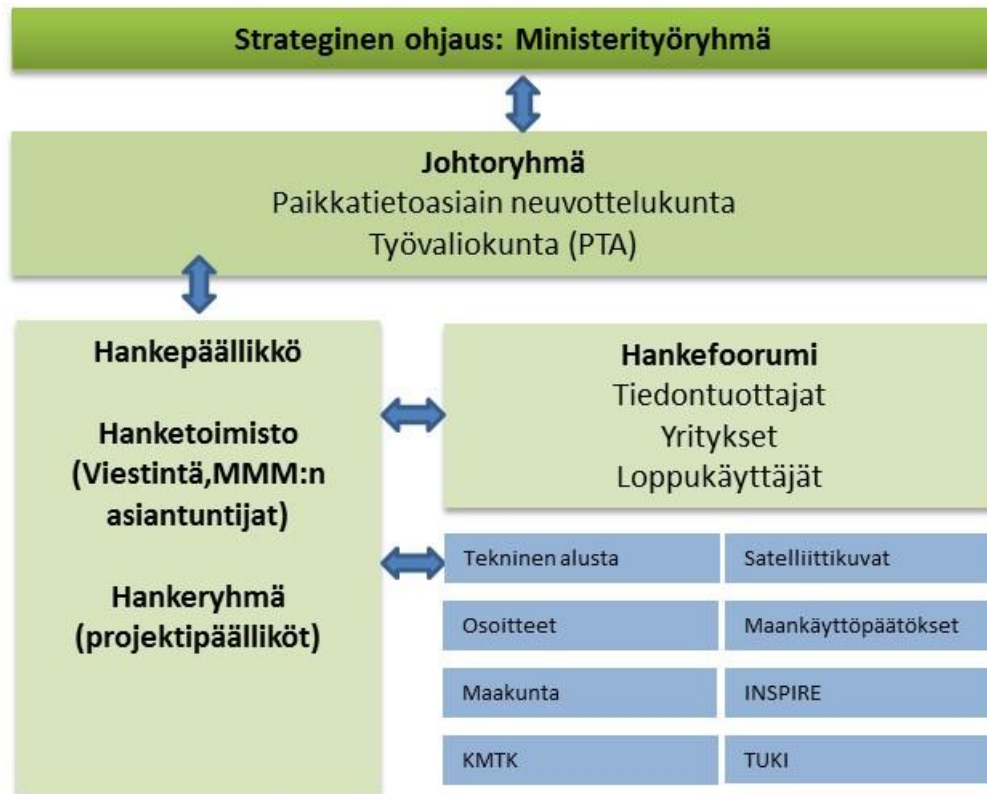 Strateginen ohjaus: Ministerityöryhmä
Johtoryhmä
Paikkatietoasiain neuvottelukunta
Työvaliokunta (PTA)
Hankepäällikkö
Hanketoimisto
(Viestintä,MMM:n
asiantuntijat)
Hankeryhmä
(projektipäälliköt)
Hankefoorumi
Tiedontuottajat
Yritykset
Loppukäyttäjät
Tekninen alusta
Satelliittikuvat
Osoitteet
Maankäyttöpäätökset
Maakunta
INSPIRE
KMTK
TUKI